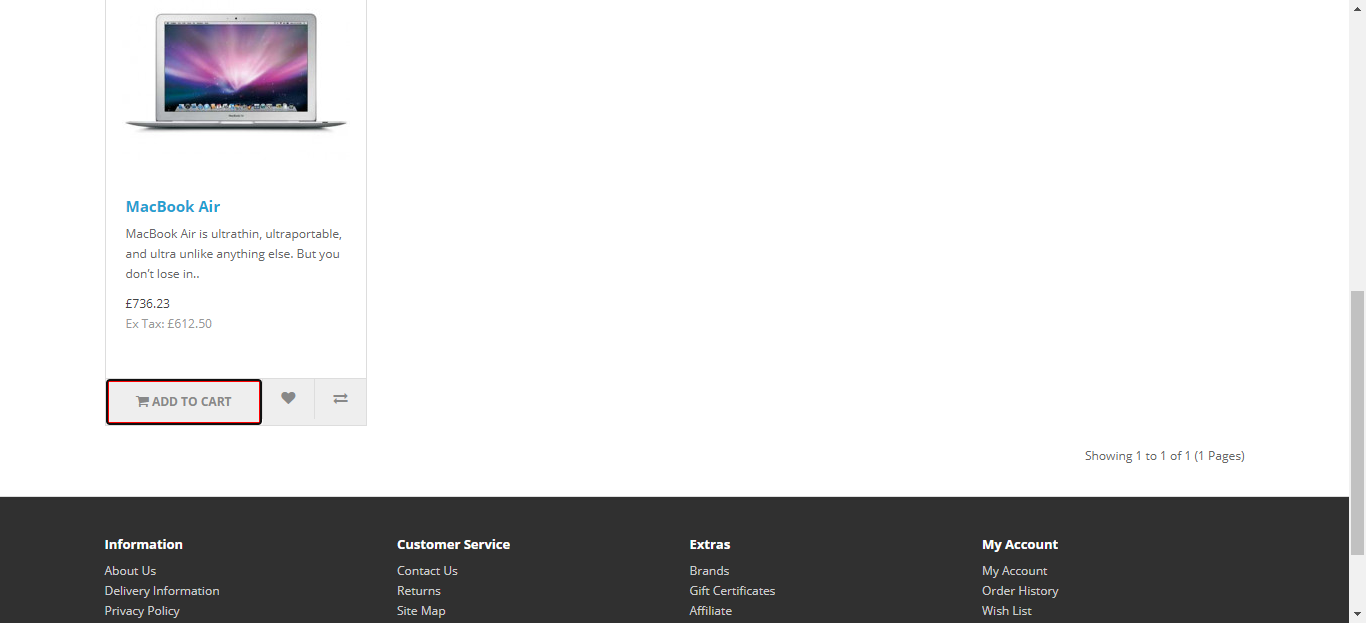 MacBook Air
MacBook Air is ultrathin, ultraportable,
and ultra unlike anything else. But you
don't lose in..
£736.23
Ex Tax: £612.50
ADD TO CART
Showing 1 to 1 of 1 (1 Pages)
Information
About Us
Delivery Information
Privacy Policy
Customer Service
Contact Us
Returns
Site Map
Extras
Brands
Gift Certificates
Affiliate
My Account
My Account
Order History
Wish List